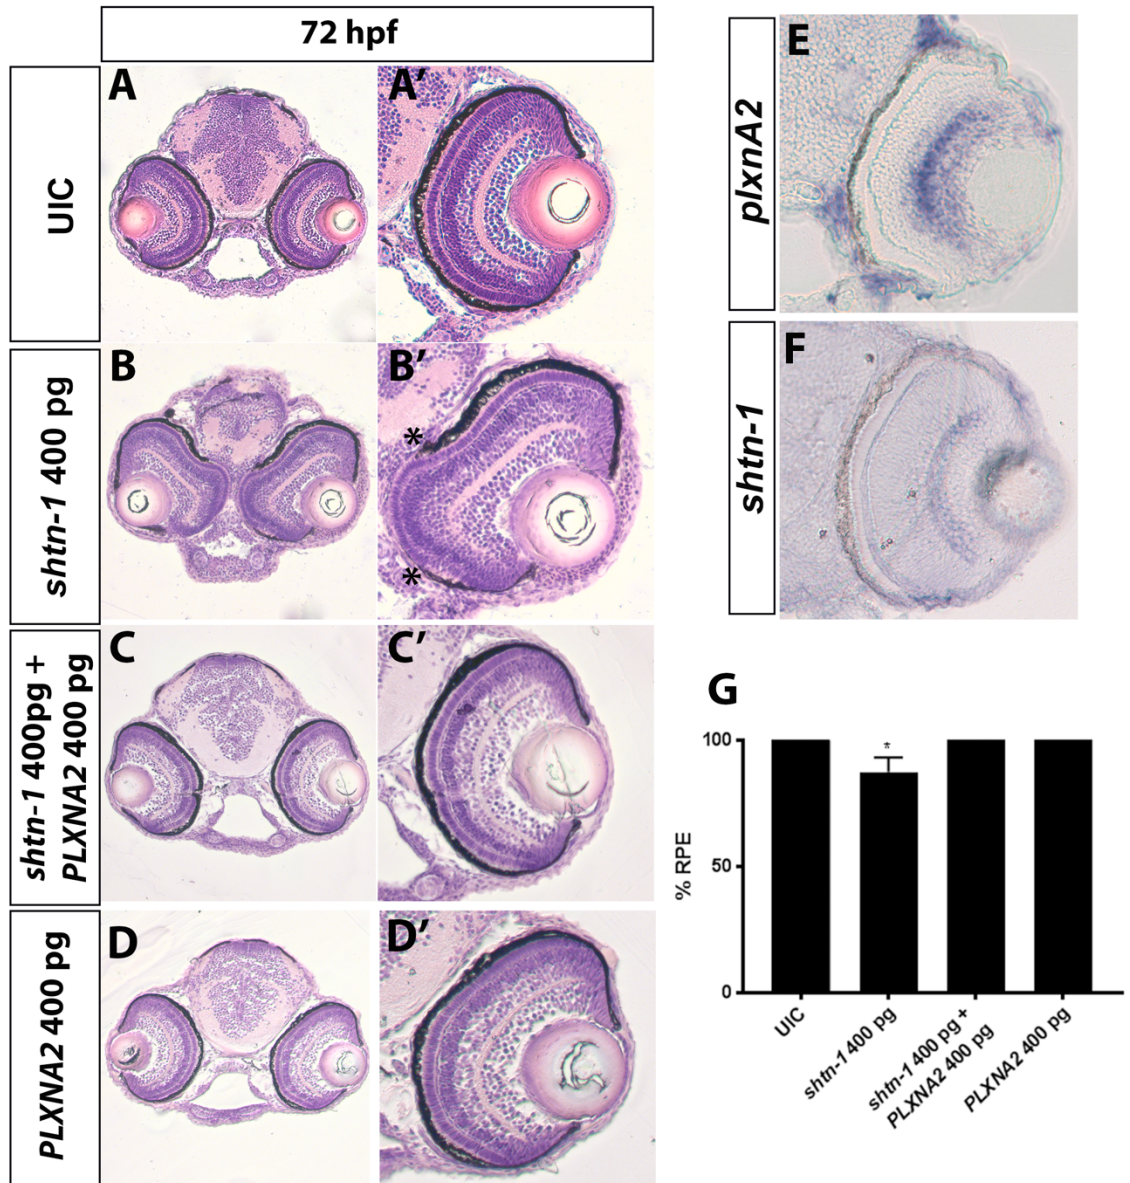 72 hpf
UIC
A
A'
shtn-1 400 pg
B
B'
*
*
shtn-1 400pg +
PLXNA2 400 pg
C
C'
PLXNA2 400 pg
D
D'
plxnA2
E
shtn-1
F
G
% RPE
100
50
0
*
UIC
shtn-1 400 pg
shtn-1 400 pg +
PLXNA2 400 pg
PLXNA2 400 pg